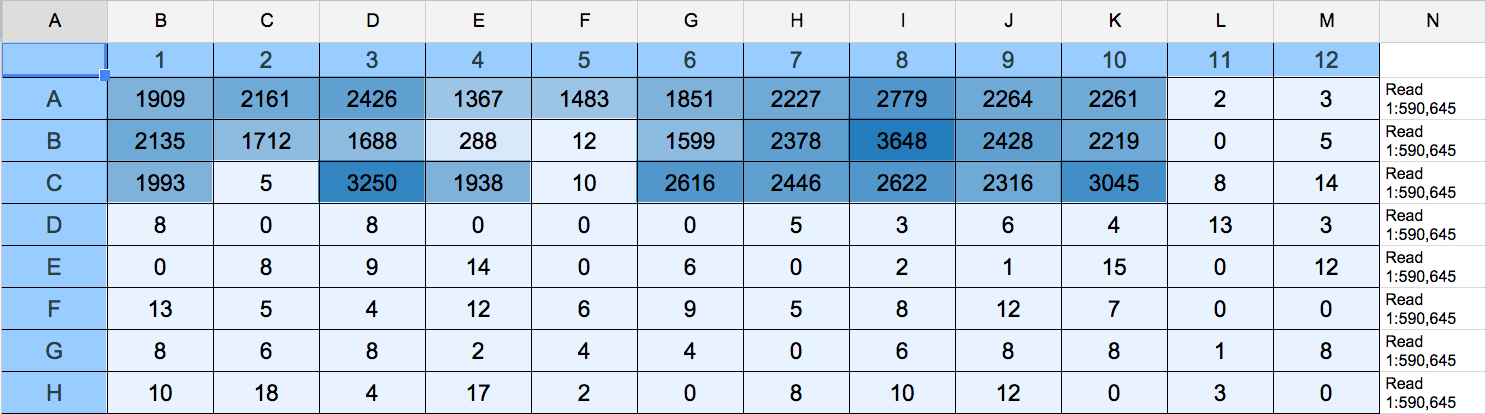 A B C D E F G H I J K L M N
1 2 3 4 5 6 7 8 9 10 11 12
A 1909 2161 2426 1367 1483 1851 2227 2779 2264 2261 2 3 Read 1:590,645
B 2135 1712 1688 288 12 1599 2378 3648 2428 2219 0 5 Read 1:590,645
C 1993 5 3250 1938 10 2616 2446 2622 2316 3045 8 14 Read 1:590,645
D 8 0 8 0 0 0 5 3 6 4 13 3 Read 1:590,645
E 0 8 9 14 0 6 0 2 1 15 0 12 Read 1:590,645
F 13 5 4 12 6 9 5 8 12 7 0 0 Read 1:590,645
G 8 6 8 2 4 4 0 6 8 8 1 8 Read 1:590,645
H 10 18 4 17 2 0 8 10 12 0 3 0 Read 1:590,645